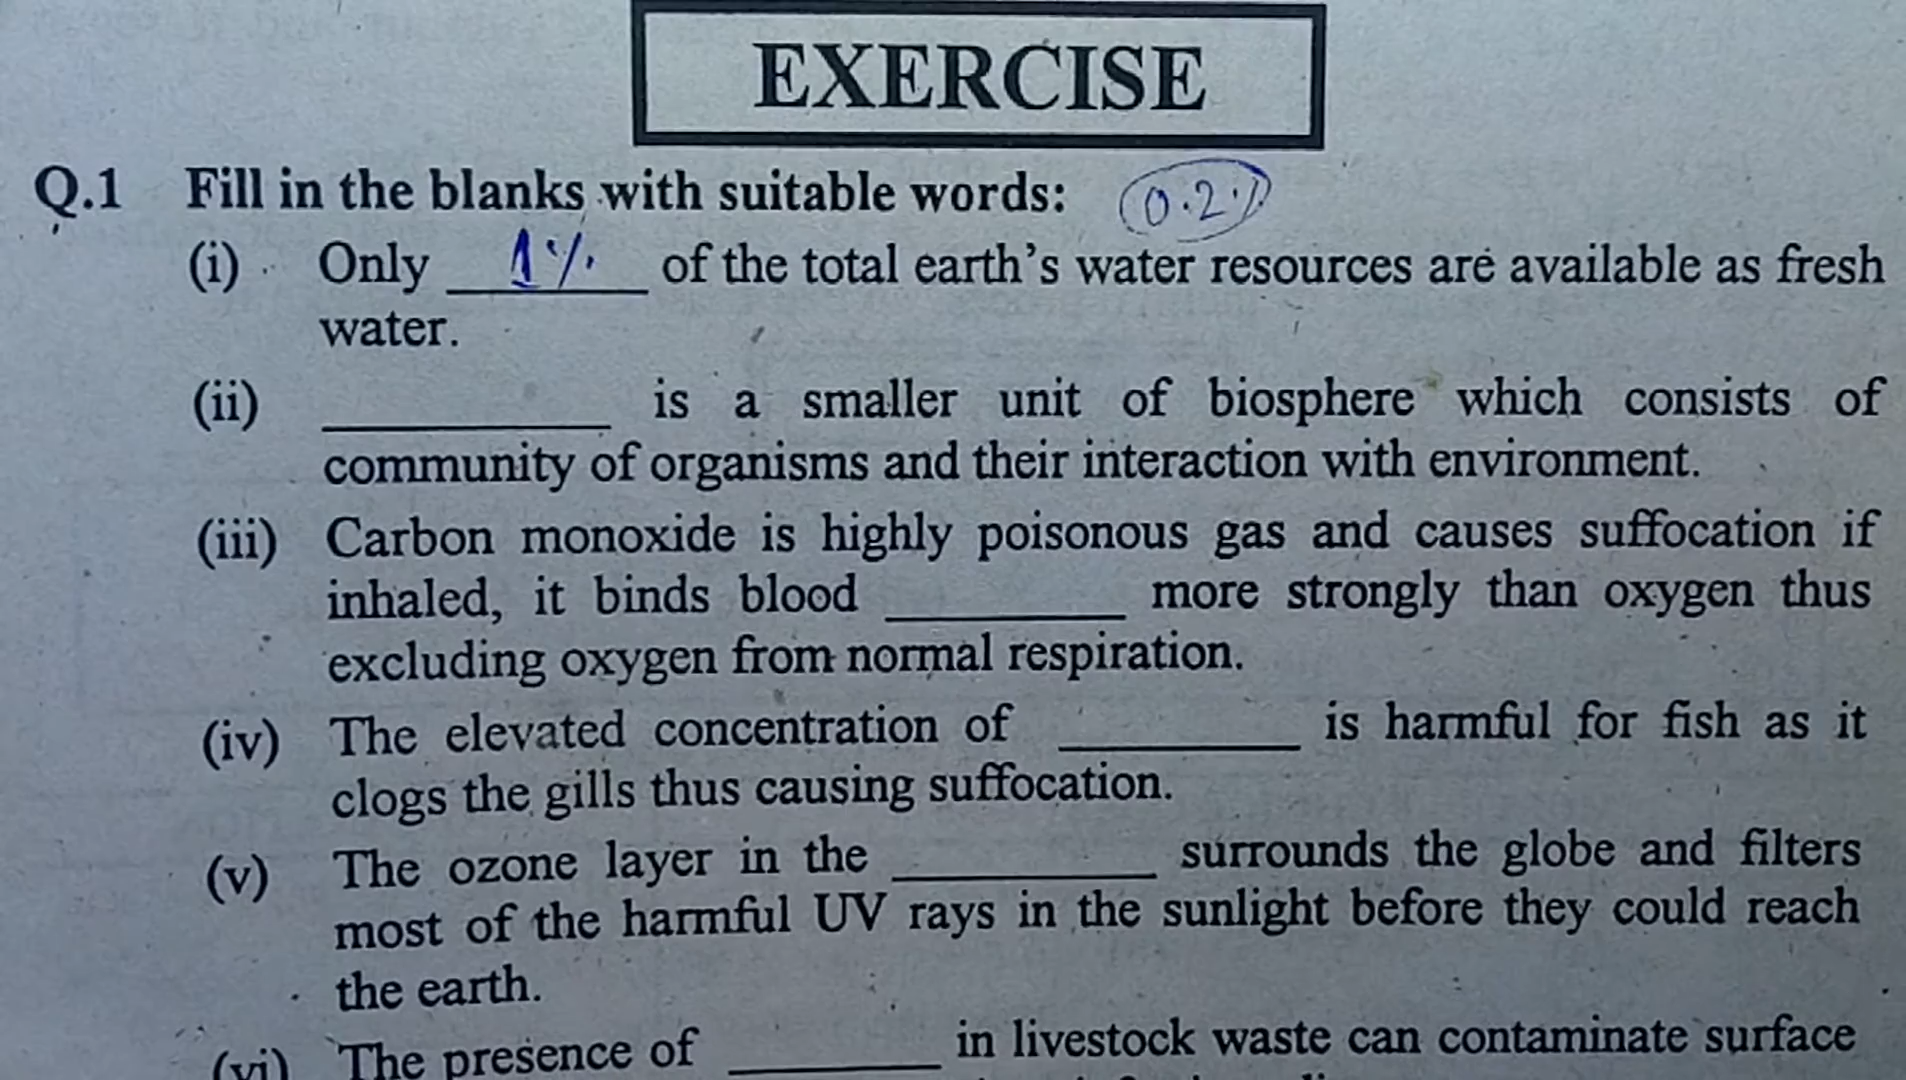 EXERCISE
Q.1 Fill in the blanks with suitable words: 0.2%
(i) Only 1% of the total earth's water resources are available as fresh
water.
(ii) __________ is a smaller unit of biosphere which consists of
community of organisms and their interaction with environment.
(iii) Carbon monoxide is highly poisonous gas and causes suffocation if
inhaled, it binds blood __________ more strongly than oxygen thus
excluding oxygen from normal respiration.
(iv) The elevated concentration of __________ is harmful for fish as it
clogs the gills thus causing suffocation.
(v) The ozone layer in the __________ surrounds the globe and filters
most of the harmful UV rays in the sunlight before they could reach
the earth.
(vi) The presence of __________ in livestock waste can contaminate surface